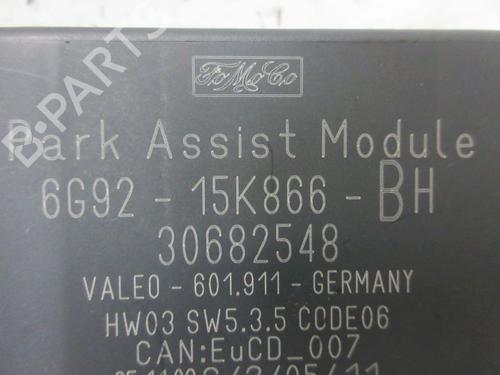 FoMoCo
B-PARTS
Park Assist Module
6G92 - 15K866 - BH
30682548
VALEO - 601.911 - GERMANY
HW03 SW5.3.5 CODE06
CAN:EuCD_007